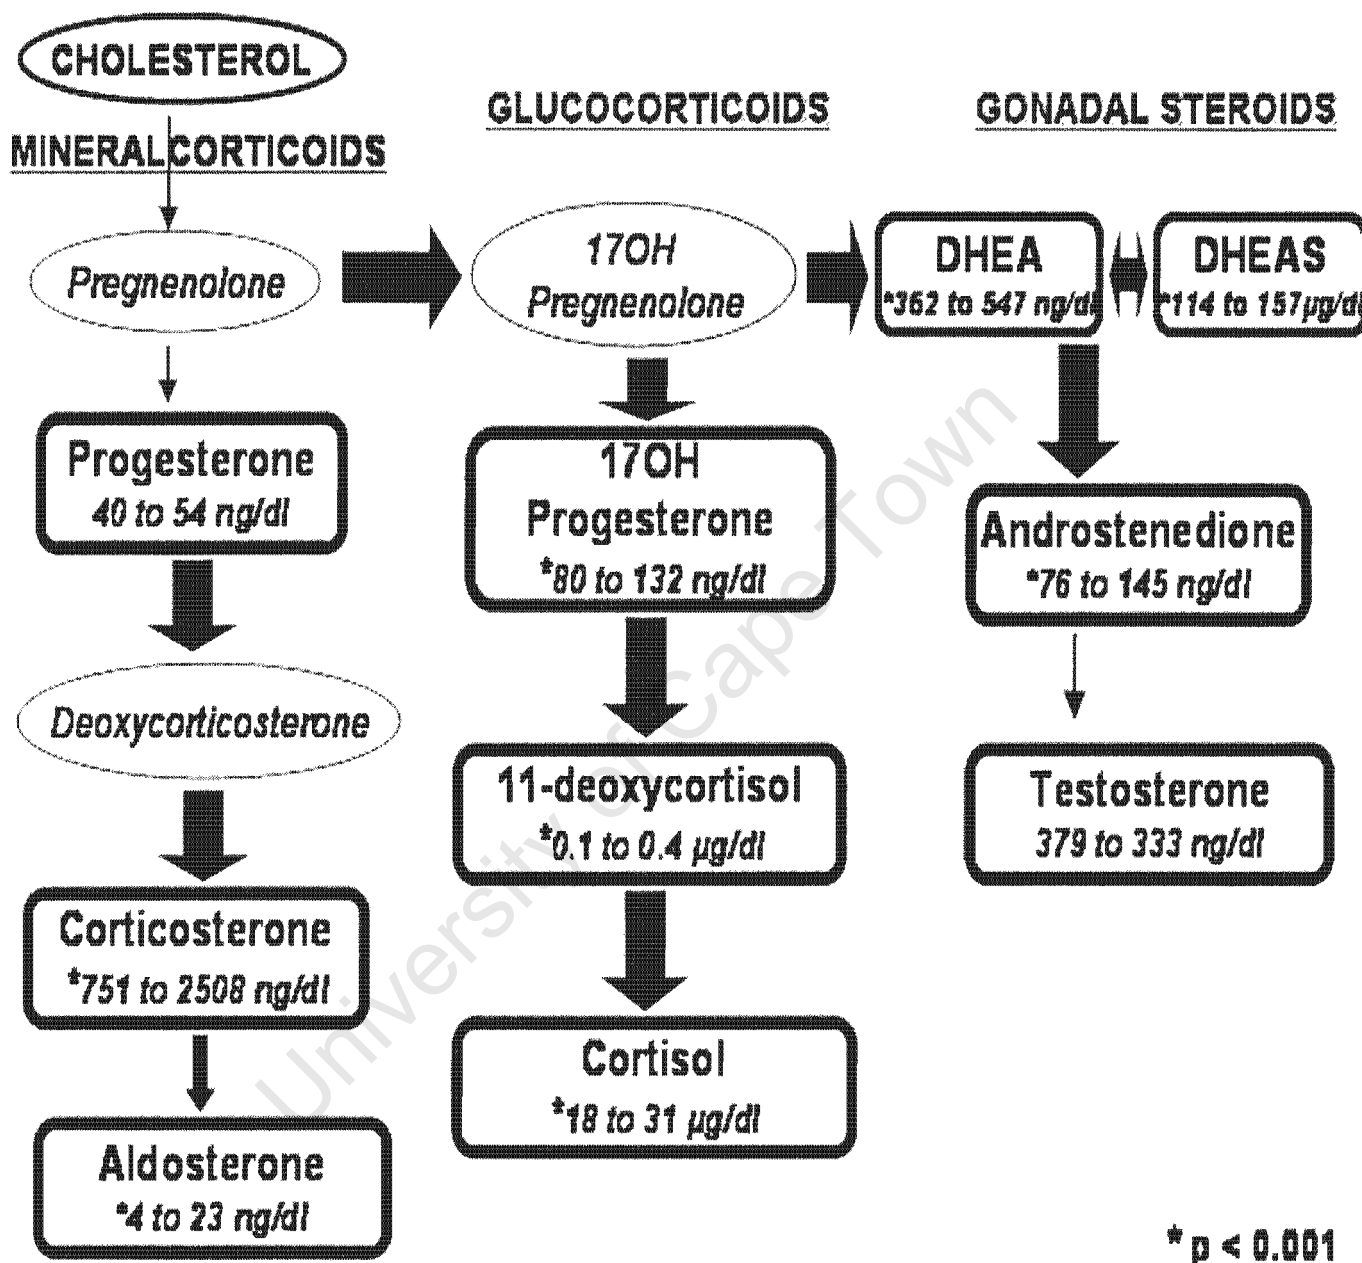 CHOLESTEROL
MINERALCORTICOIDS
Pregnenolone
Progesterone
40 to 54 ng/dl
Deoxycorticosterone
Corticosterone
*751 to 2508 ng/dl
Aldosterone
*4 to 23 ng/dl
GLUCOCORTICOIDS
17OH
Pregnenolone
17OH
Progesterone
*80 to 132 ng/dl
11-deoxycortisol
*0.1 to 0.4 µg/dl
Cortisol
*18 to 31 µg/dl
GONADAL STEROIDS
DHEA
*362 to 547 ng/dl
DHEAS
*114 to 157µg/dl
Androstenedione
*76 to 145 ng/dl
Testosterone
379 to 333 ng/dl
* p < 0.001
University of Cape Town